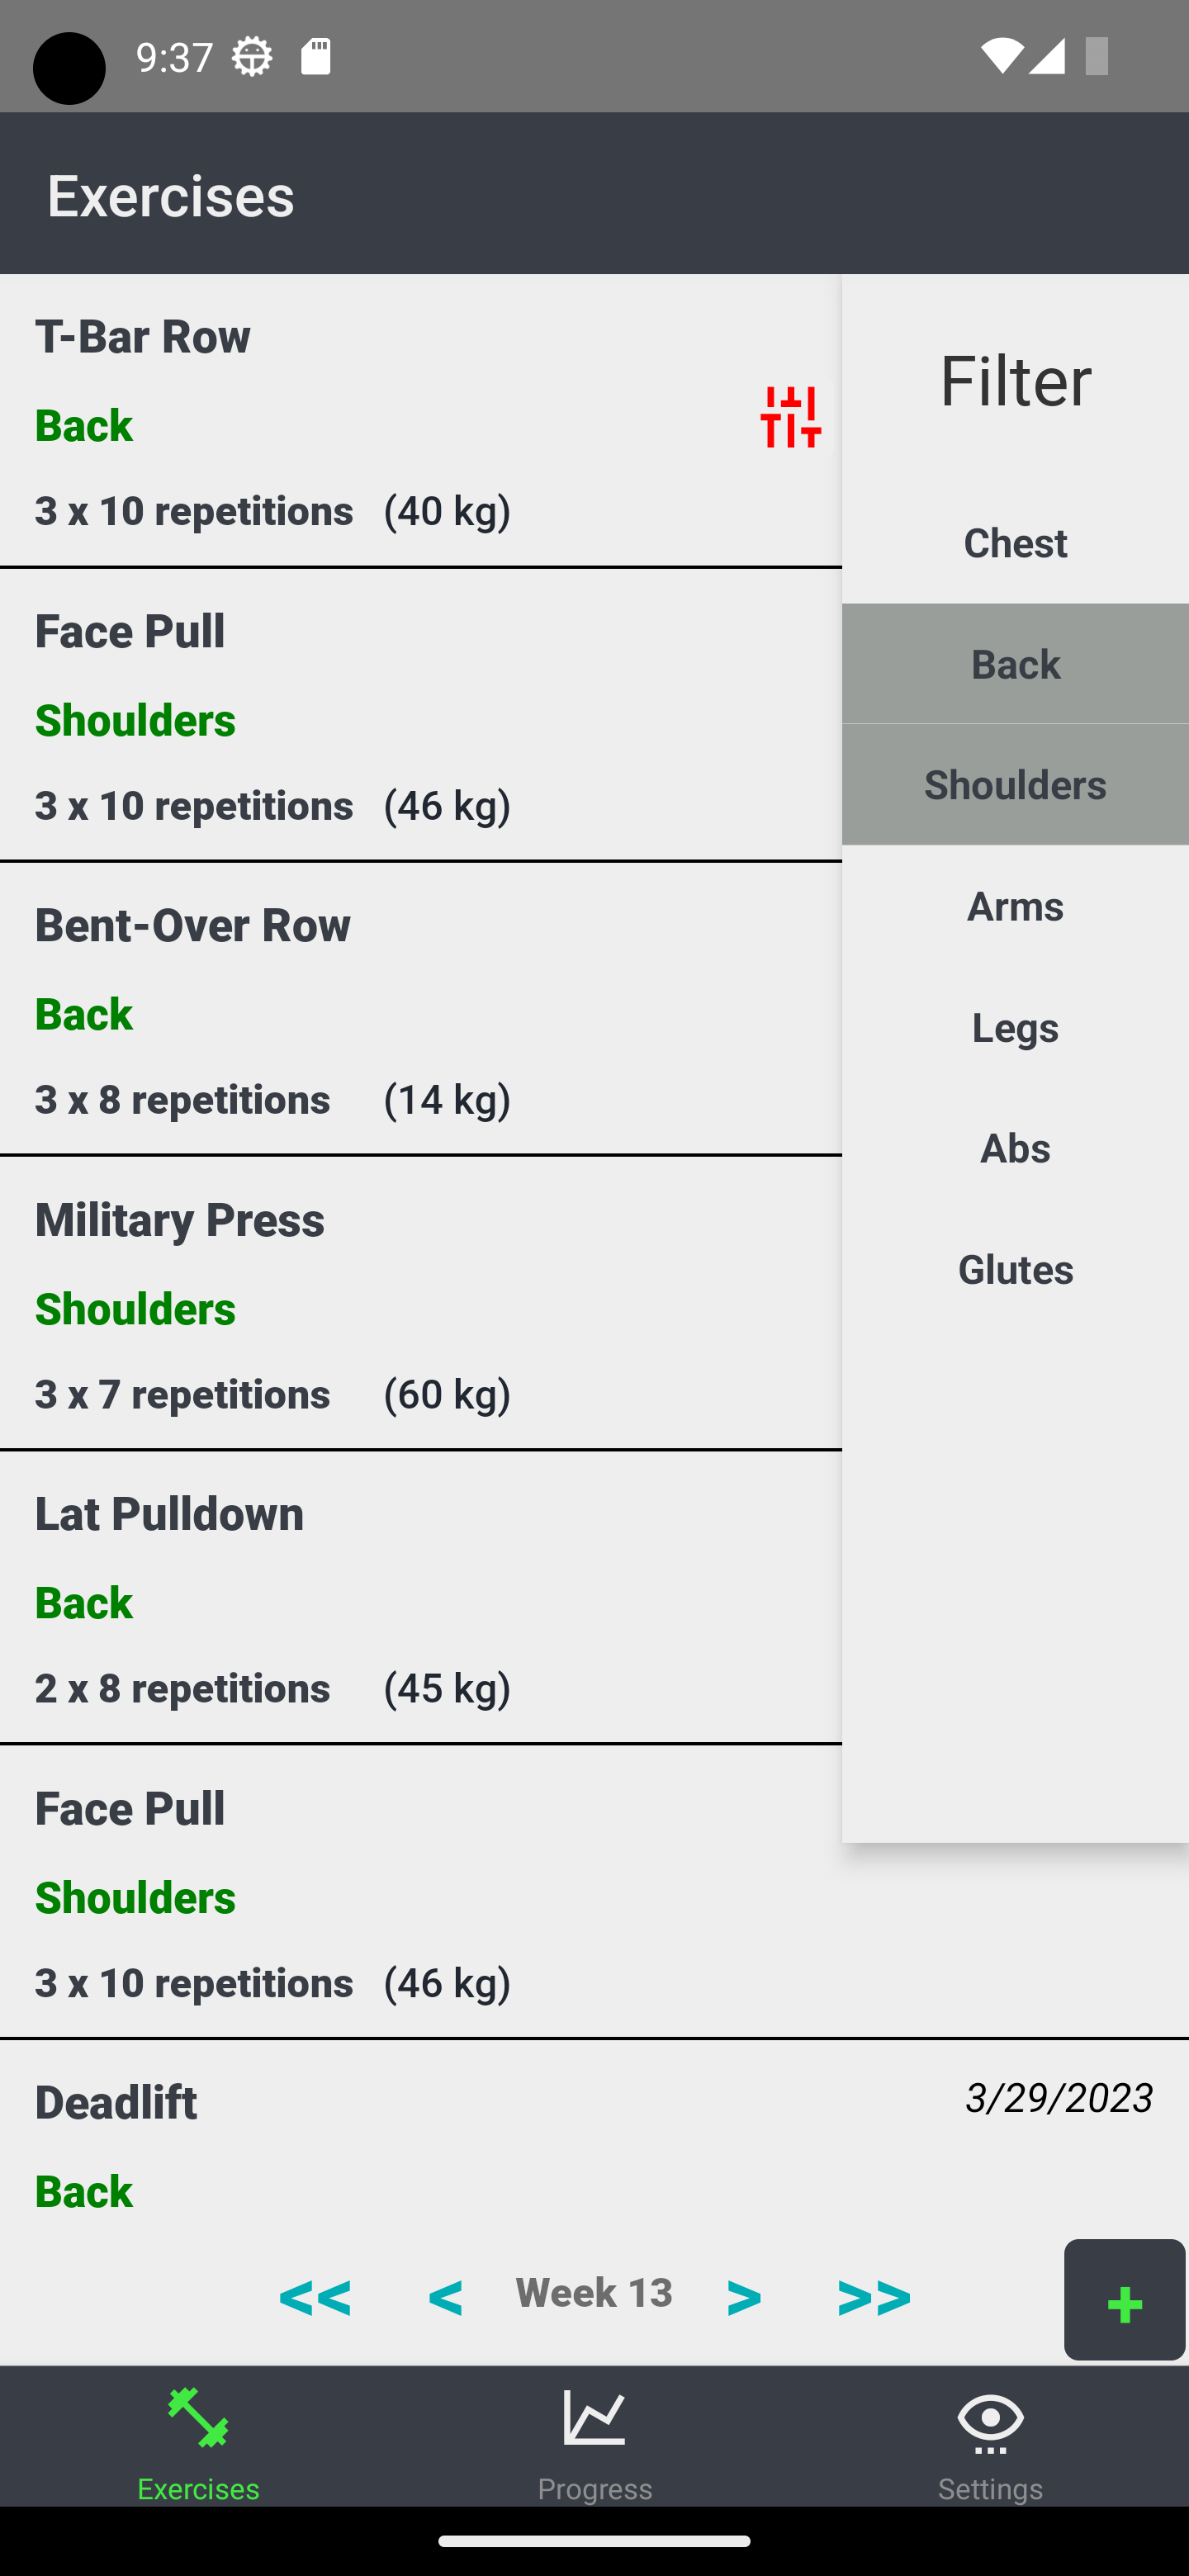 9:37
Exercises
T-Bar Row
Back
3 x 10 repetitions (40 kg)
Face Pull
Shoulders
3 x 10 repetitions (46 kg)
Bent-Over Row
Back
3 x 8 repetitions (14 kg)
Military Press
Shoulders
3 x 7 repetitions (60 kg)
Lat Pulldown
Back
2 x 8 repetitions (45 kg)
Face Pull
Shoulders
3 x 10 repetitions (46 kg)
Deadlift
3/29/2023
Back
Filter
Chest
Back
Shoulders
Arms
Legs
Abs
Glutes
<< < Week 13 > >>
+
Exercises
Progress
Settings